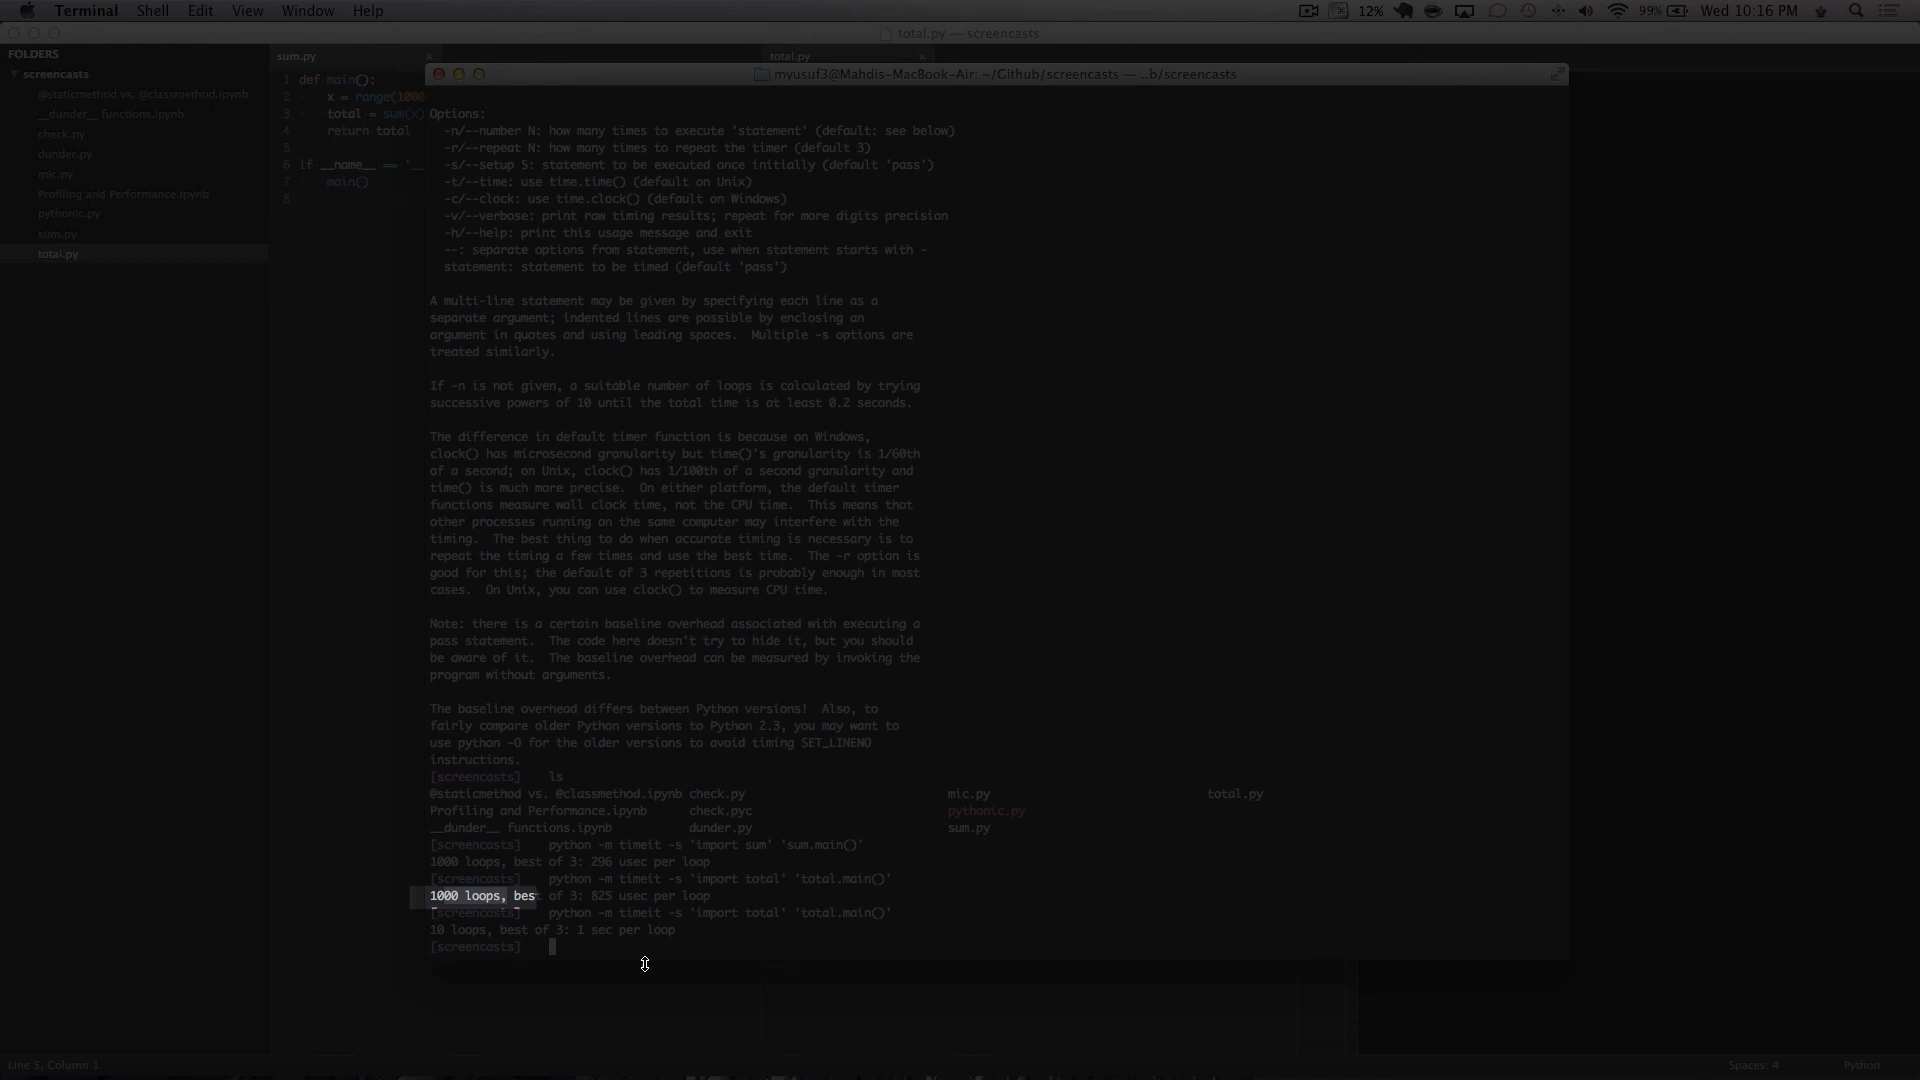 Terminal Shell Edit View Window Help 12% 99% Wed 10:16 PM
total.py — screencasts
FOLDERS
screencasts
@staticmethod vs. @classmethod.ipynb
__dunder__ functions.ipynb
check.py
dunder.py
mic.py
Profiling and Performance.ipynb
pythonic.py
sum.py
total.py
sum.py total.py
1 def main():
2 x = range(1000
3 total = sum(x)
4 return total
5
6 if __name__ == '__
7 main()
8
myusuf3@Mahdis-MacBook-Air: ~/Github/screencasts — ..b/screencasts
Options:
-n/--number N: how many times to execute 'statement' (default: see below)
-r/--repeat N: how many times to repeat the timer (default 3)
-s/--setup S: statement to be executed once initially (default 'pass')
-t/--time: use time.time() (default on Unix)
-c/--clock: use time.clock() (default on Windows)
-v/--verbose: print raw timing results; repeat for more digits precision
-h/--help: print this usage message and exit
--: separate options from statement, use when statement starts with -
statement: statement to be timed (default 'pass')
A multi-line statement may be given by specifying each line as a
separate argument; indented lines are possible by enclosing an
argument in quotes and using leading spaces. Multiple -s options are
treated similarly.
If -n is not given, a suitable number of loops is calculated by trying
successive powers of 10 until the total time is at least 0.2 seconds.
The difference in default timer function is because on Windows,
clock() has microsecond granularity but time()'s granularity is 1/60th
of a second; on Unix, clock() has 1/100th of a second granularity and
time() is much more precise. On either platform, the default timer
functions measure wall clock time, not the CPU time. This means that
other processes running on the same computer may interfere with the
timing. The best thing to do when accurate timing is necessary is to
repeat the timing a few times and use the best time. The -r option is
good for this; the default of 3 repetitions is probably enough in most
cases. On Unix, you can use clock() to measure CPU time.
Note: there is a certain baseline overhead associated with executing a
pass statement. The code here doesn't try to hide it, but you should
be aware of it. The baseline overhead can be measured by invoking the
program without arguments.
The baseline overhead differs between Python versions! Also, to
fairly compare older Python versions to Python 2.3, you may want to
use python -O for the older versions to avoid timing SET_LINENO
instructions.
[screencasts] ls
@staticmethod vs. @classmethod.ipynb check.py mic.py total.py
Profiling and Performance.ipynb check.pyc pythonic.py
__dunder__ functions.ipynb dunder.py sum.py
[screencasts] python -m timeit -s 'import sum' 'sum.main()'
1000 loops, best of 3: 296 usec per loop
[screencasts] python -m timeit -s 'import total' 'total.main()'
1000 loops, best of 3: 825 usec per loop
[screencasts] python -m timeit -s 'import total' 'total.main()'
10 loops, best of 3: 1 sec per loop
[screencasts]
Line 5, Column 1 Spaces: 4 Python